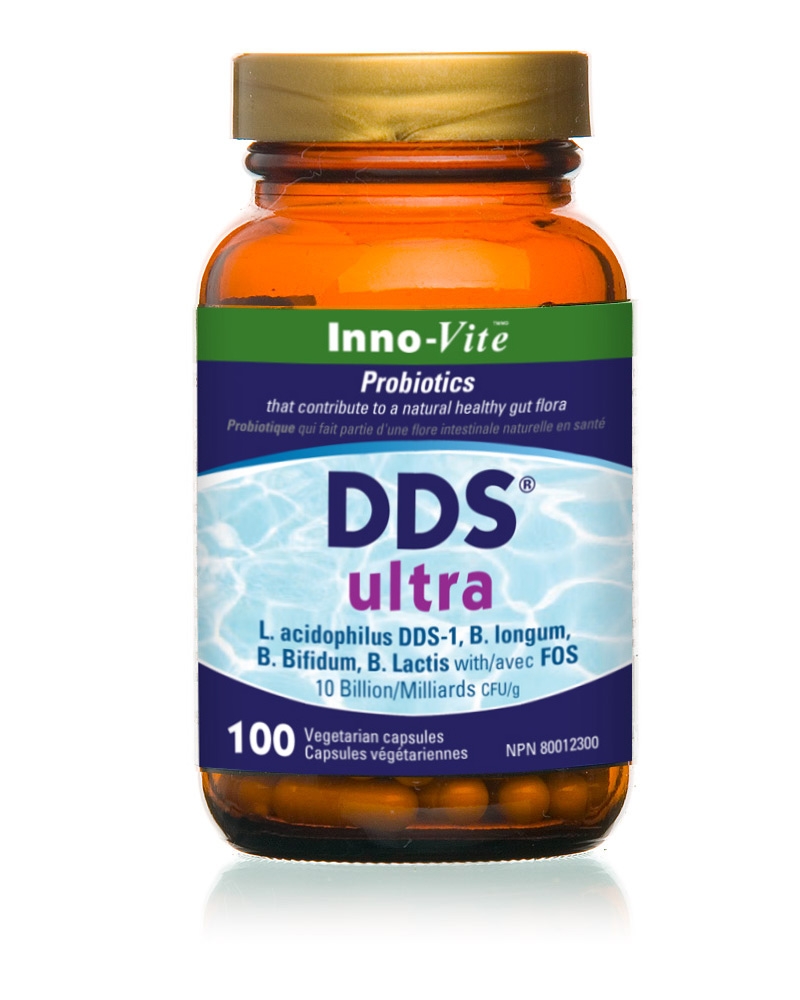 Inno-Vite™
Probiotics
that contribute to a natural healthy gut flora
Probiotique qui fait partie d'une flore intestinale naturelle en santé
DDS®
ultra
L. acidophilus DDS-1, B. longum,
B. Bifidum, B. Lactis with/avec FOS
10 Billion/Milliards CFU/g
100 Vegetarian capsules
Capsules végétariennes
NPN 80012300